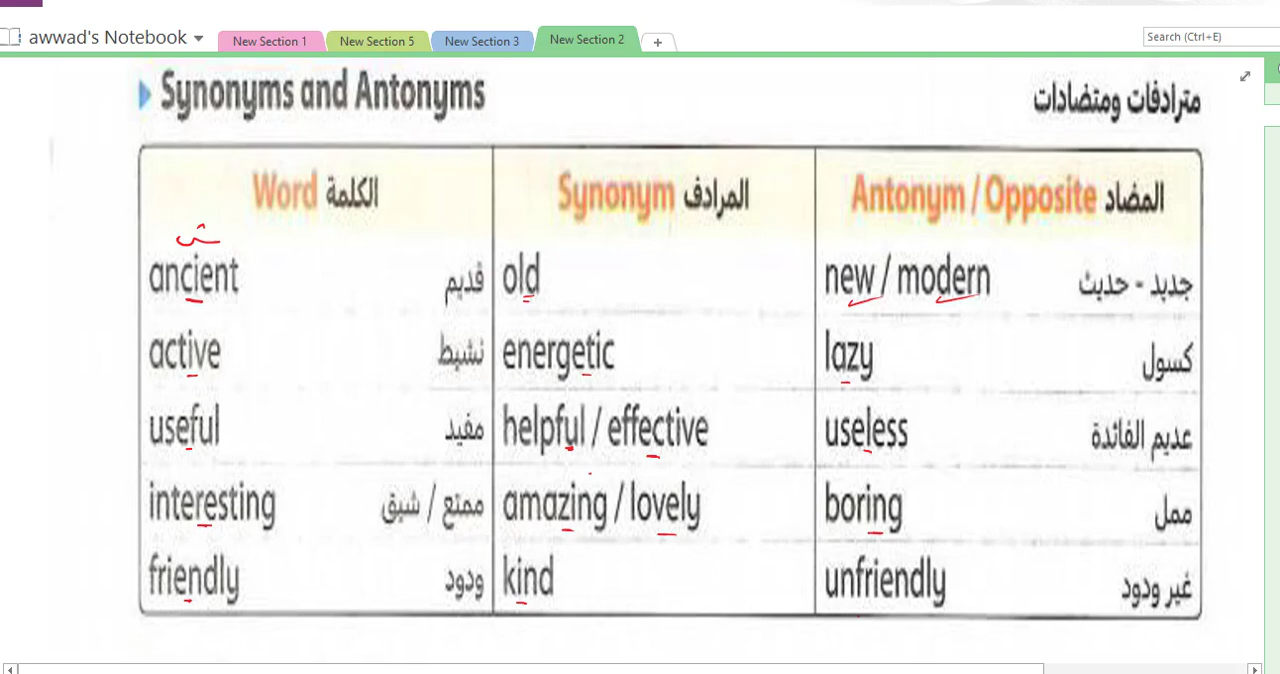 awwad's Notebook
New Section 1
New Section 5
New Section 3
New Section 2
+
Search (Ctrl+E)
Synonyms and Antonyms مترادفات ومتضادات
Word الكلمة Synonym المرادف Antonym / Opposite المضاد
ش
ancient قديم old new / modern جديد - حديث
active نشيط energetic lazy كسول
useful مفيد helpful / effective useless عديم الفائدة
interesting ممتع / شيق amazing / lovely boring ممل
friendly ودود kind unfriendly غير ودود